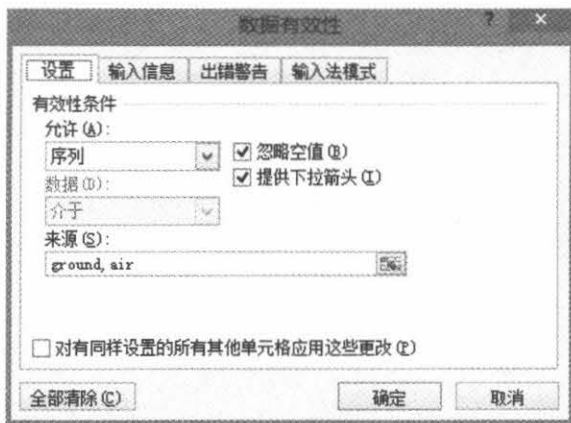 数据有效性 ? ×
设置 输入信息 出错警告 输入法模式
有效性条件
允许(A):
序列 忽略空值(B)
数据(D): 提供下拉箭头(I)
介于
来源(S):
ground, air
对有同样设置的所有其他单元格应用这些更改(P)
全部清除(C) 确定 取消